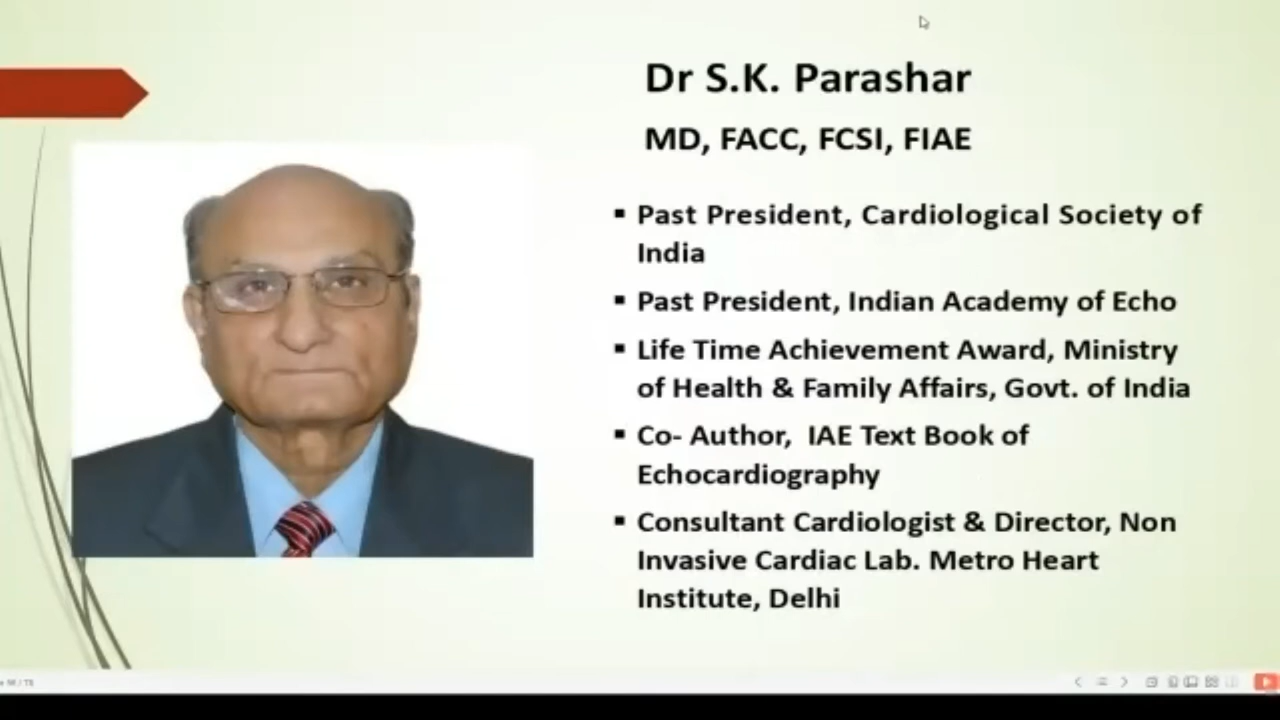 Dr S.K. Parashar
MD, FACC, FCSI, FIAE
▪ Past President, Cardiological Society of
India
▪ Past President, Indian Academy of Echo
▪ Life Time Achievement Award, Ministry
of Health & Family Affairs, Govt. of India
▪ Co- Author, IAE Text Book of
Echocardiography
▪ Consultant Cardiologist & Director, Non
Invasive Cardiac Lab. Metro Heart
Institute, Delhi